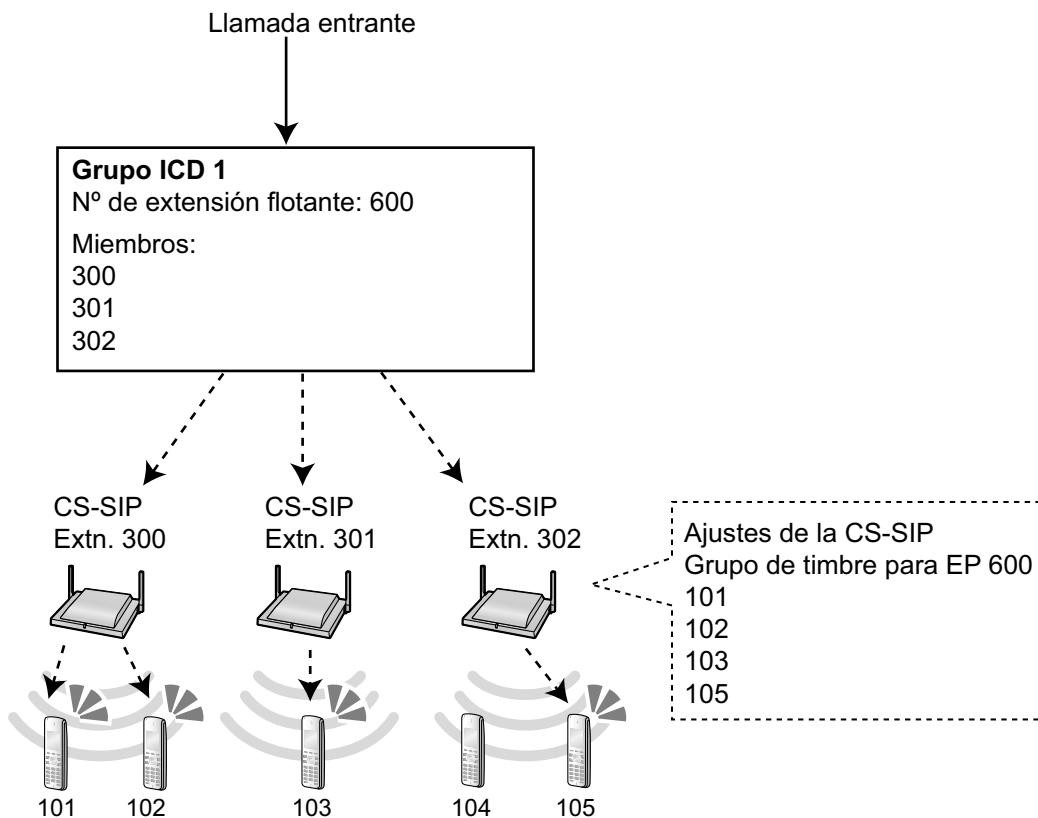 Llamada entrante
Grupo ICD 1
Nº de extensión flotante: 600
Miembros:
300
301
302
CS-SIP
Extn. 300
CS-SIP
Extn. 301
CS-SIP
Extn. 302
Ajustes de la CS-SIP
Grupo de timbre para EP 600
101
102
103
105
101
102
103
104
105